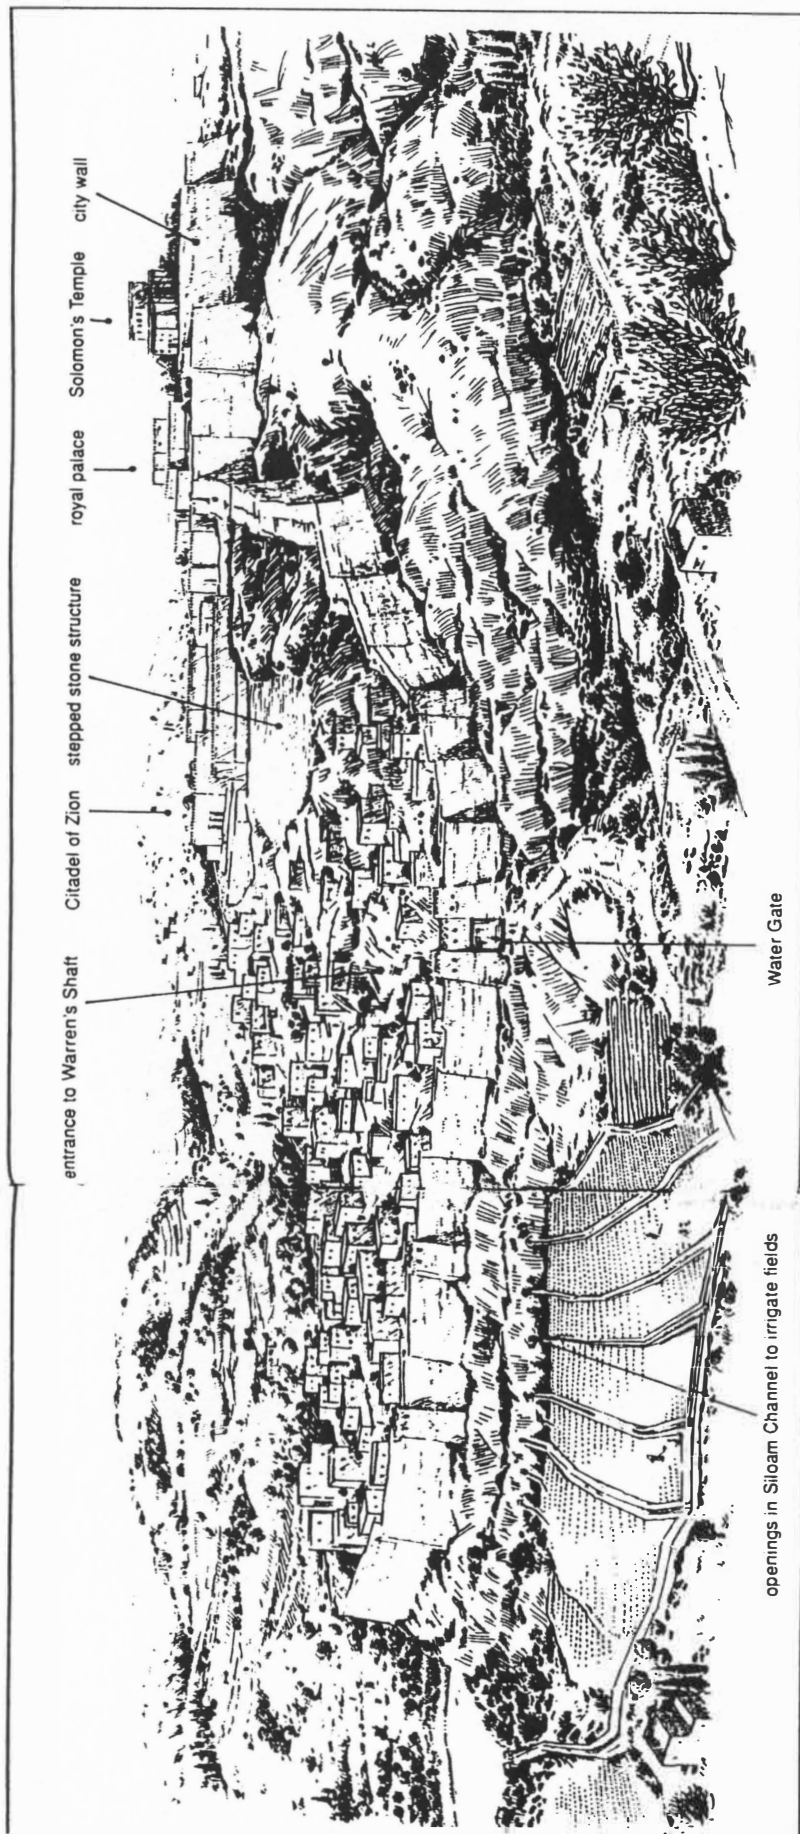 entrance to Warren's Shaft
Citadel of Zion
stepped stone structure
royal palace
Solomon's Temple
city wall
openings in Siloam Channel to irrigate fields
Water Gate